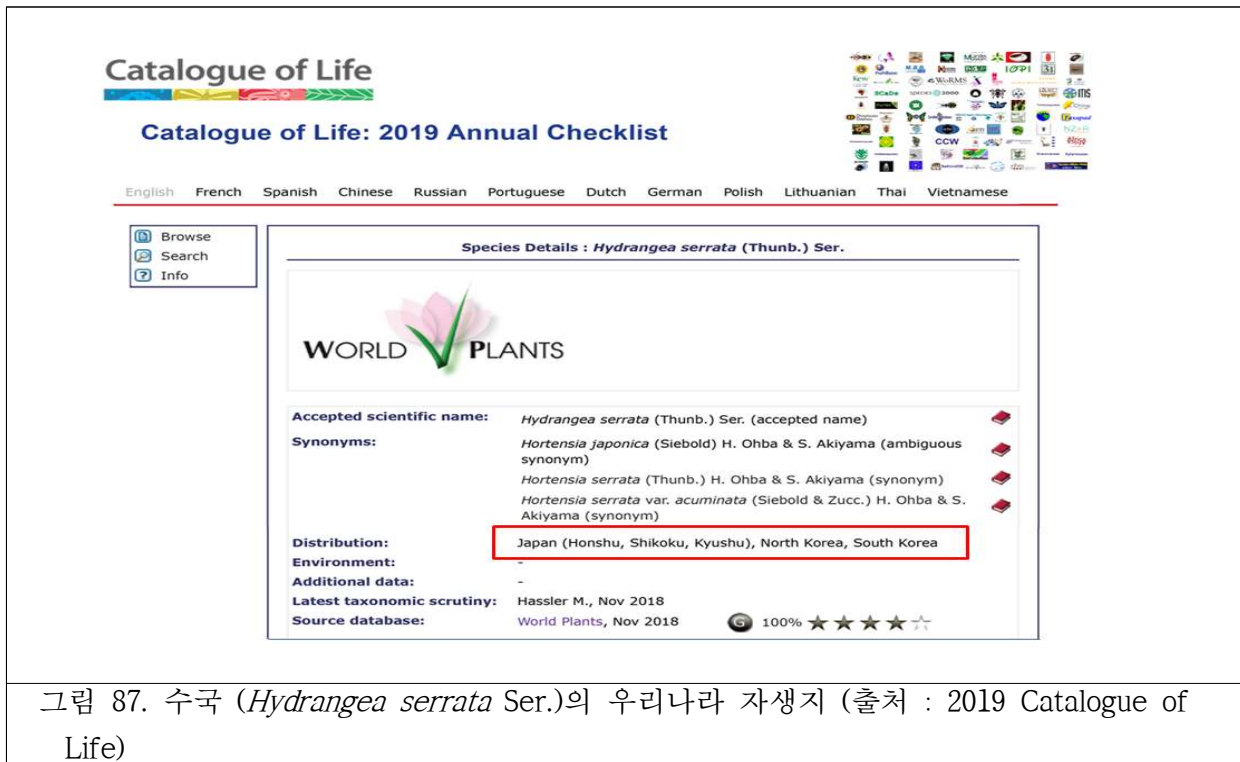 Catalogue of Life
Catalogue of Life: 2019 Annual Checklist
English French Spanish Chinese Russian Portuguese Dutch German Polish Lithuanian Thai Vietnamese
Browse
Search
Info
Species Details : Hydrangea serrata (Thunb.) Ser.
WORLD PLANTS
Accepted scientific name: Hydrangea serrata (Thunb.) Ser. (accepted name)
Synonyms: Hortensia japonica (Siebold) H. Ohba & S. Akiyama (ambiguous
synonym)
Hortensia serrata (Thunb.) H. Ohba & S. Akiyama (synonym)
Hortensia serrata var. acuminata (Siebold & Zucc.) H. Ohba & S.
Akiyama (synonym)
Distribution: Japan (Honshu, Shikoku, Kyushu), North Korea, South Korea
Environment: -
Additional data: -
Latest taxonomic scrutiny: Hassler M., Nov 2018
Source database: World Plants, Nov 2018 G 100%
그림 87. 수국 (Hydrangea serrata Ser.)의 우리나라 자생지 (출처 : 2019 Catalogue of
Life)